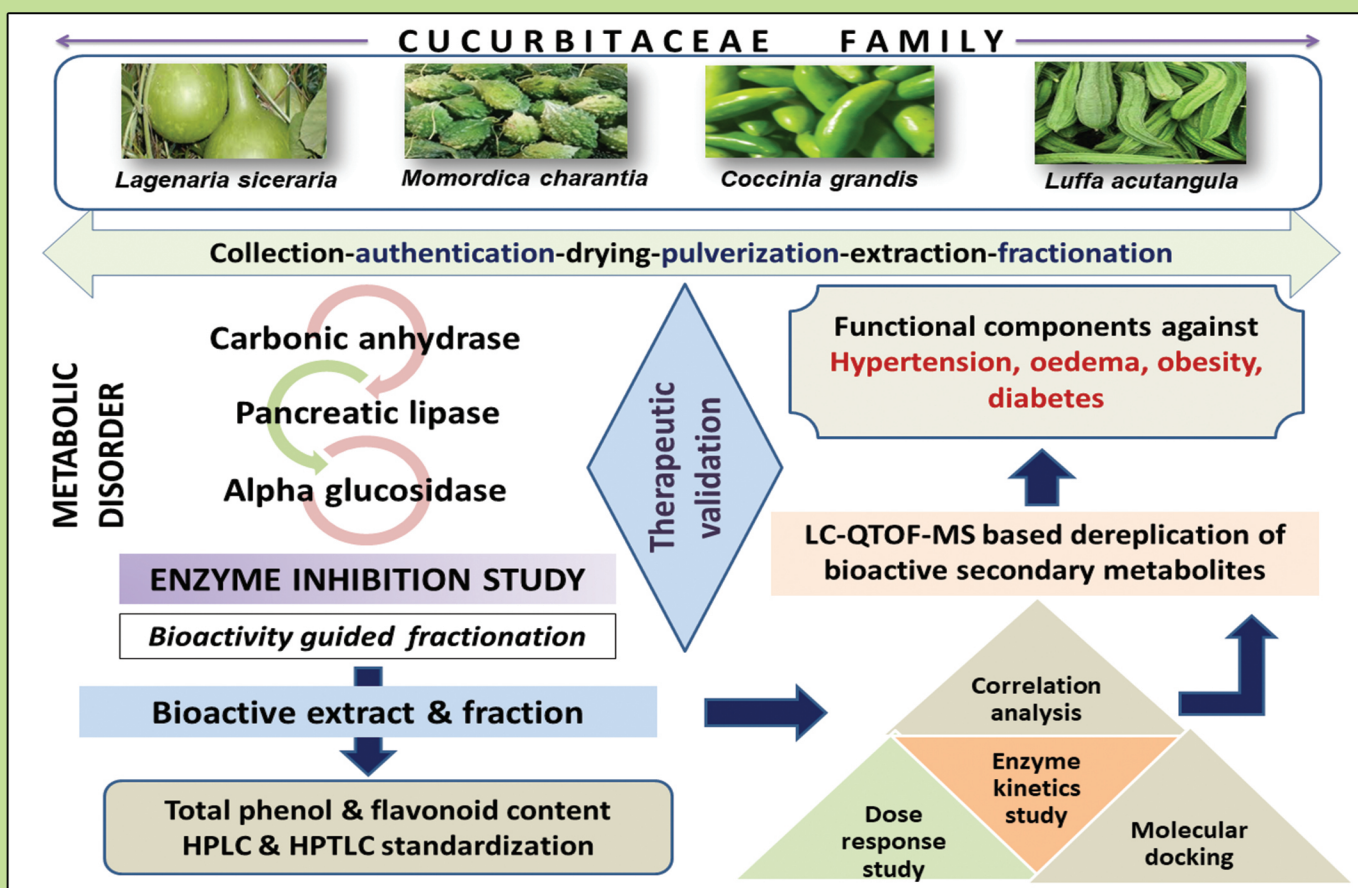 CUCURBITACEAE FAMILY
Lagenaria siceraria
Momordica charantia
Coccinia grandis
Luffa acutangula
Collection-authentication-drying-pulverization-extraction-fractionation
METABOLIC
DISORDER
Carbonic anhydrase
Pancreatic lipase
Alpha glucosidase
ENZYME INHIBITION STUDY
Bioactivity guided fractionation
Bioactive extract & fraction
Total phenol & flavonoid content
HPLC & HPTLC standardization
Therapeutic
validation
Functional components against
Hypertension, oedema, obesity,
diabetes
LC-QTOF-MS based dereplication of
bioactive secondary metabolites
Correlation
analysis
Enzyme
kinetics
study
Dose
response
study
Molecular
docking